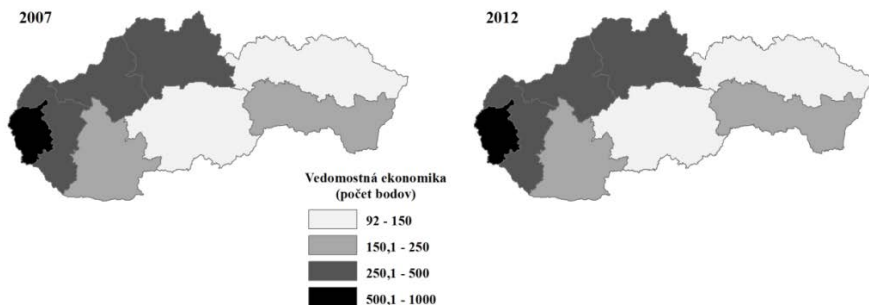 2007
2012
Vedomostná ekonomika
(počet bodov)
92 - 150
150,1 - 250
250,1 - 500
500,1 - 1000